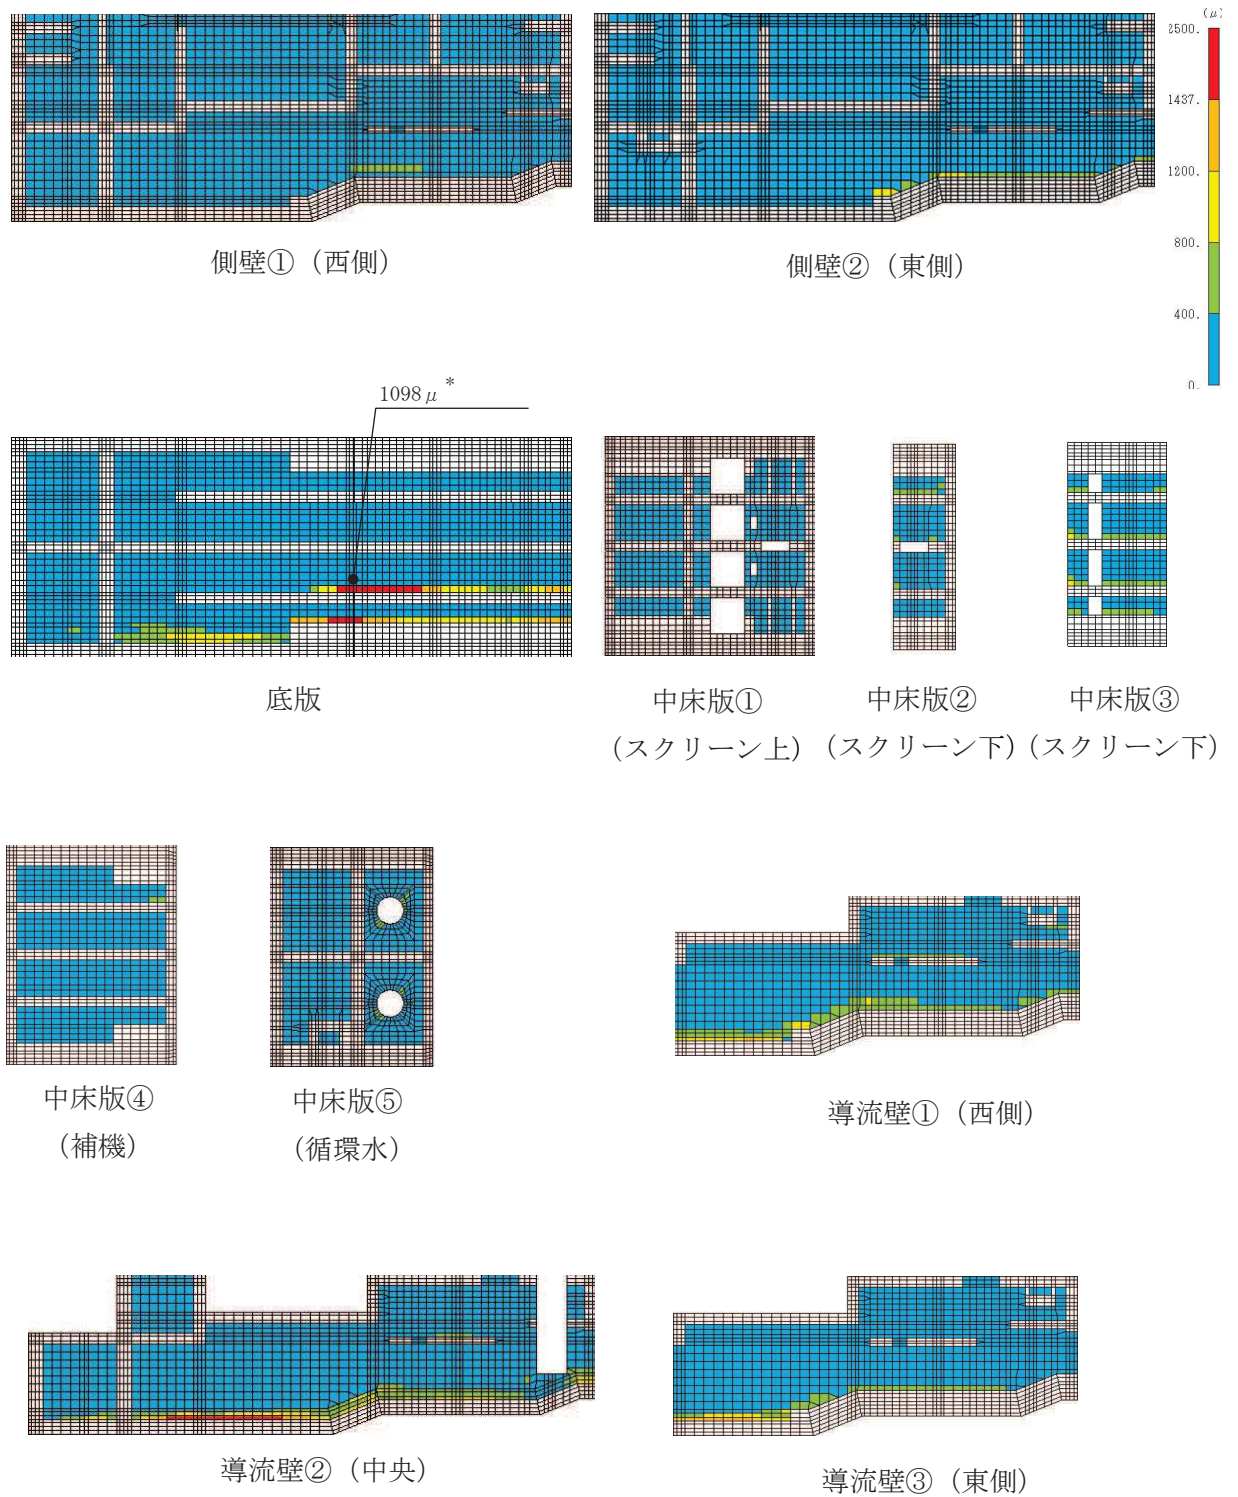 (μ)
2500.
1437.
1200.
800.
400.
0.
側壁①（西側）
側壁②（東側）
1098μ*
底版
中床版①
（スクリーン上）
中床版②
（スクリーン下）
中床版③
（スクリーン下）
中床版④
（補機）
中床版⑤
（循環水）
導流壁①（西側）
導流壁②（中央）
導流壁③（東側）